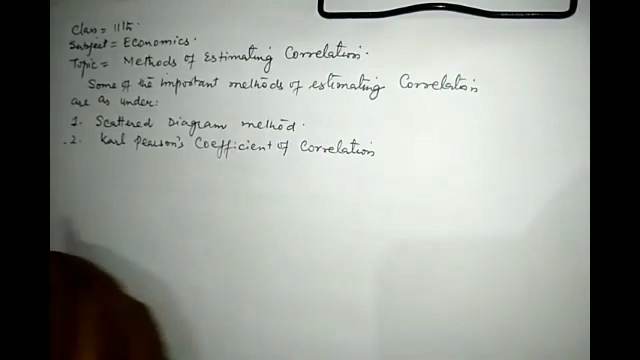 Class = 11th.
Subject = Economics.
Topic = Methods of Estimating Correlation.
Some of the important methods of estimating Correlation
are as under:
1. Scattered Diagram method.
2. Karl Pearson's Coefficient of Correlation